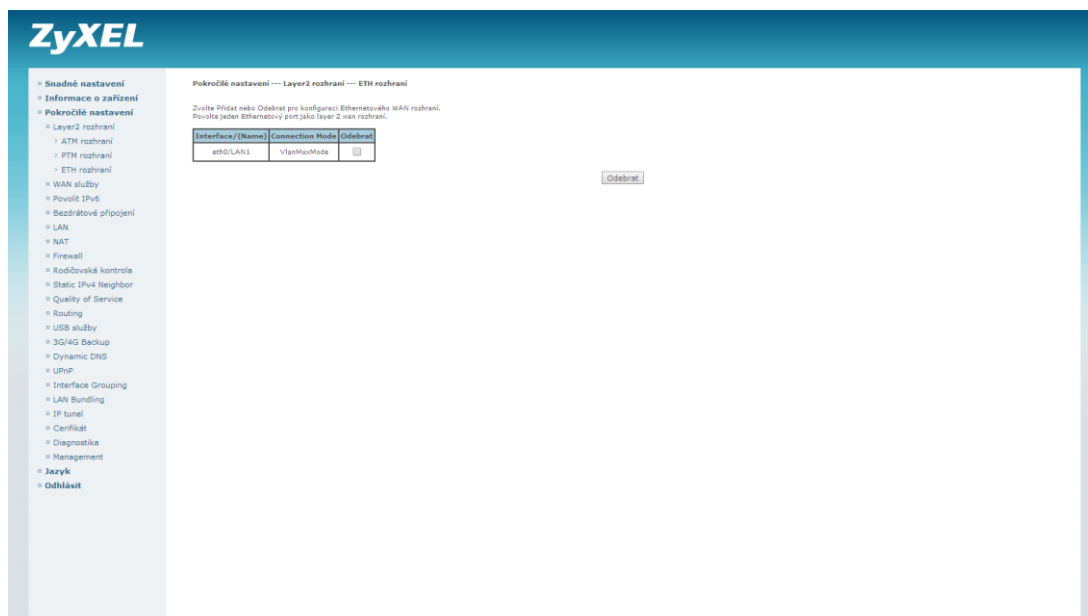 ZyXEL
Snadné nastavení
Informace o zařízení
Pokročilé nastavení
Layer2 rozhraní
ATM rozhraní
PTM rozhraní
ETH rozhraní
WAN služby
Povolit IPv6
Bezdrátové připojení
LAN
NAT
Firewall
Rodičovská kontrola
Static IPv4 Neighbor
Quality of Service
Routing
USB služby
3G/4G Backup
Dynamic DNS
UPnP
Interface Grouping
LAN Bundling
IP tunel
Cerifikát
Diagnostika
Management
Jazyk
Odhlásit
Pokročilé nastavení --- Layer2 rozhraní --- ETH rozhraní
Zvolte Přidat nebo Odebrat pro konfiguraci Ethernetového WAN rozhraní.
Povolte jeden Ethernetový port jako layer 2 wan rozhraní.
Interface/(Name) Connection Mode Odebrat
eth0/LAN1 VlanMuxMode
Odebrat